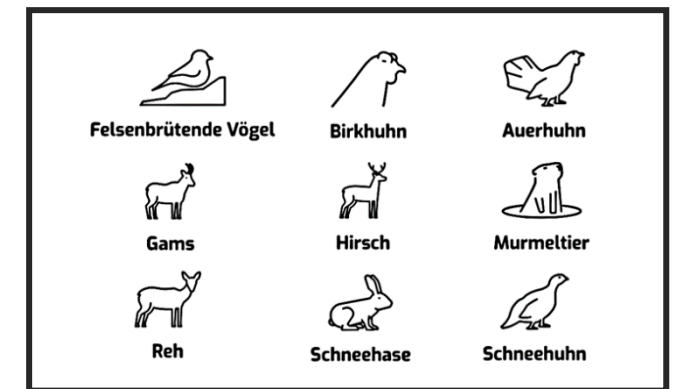 Felsenbrütende Vögel
Birkhuhn
Auerhuhn
Gams
Hirsch
Murmeltier
Reh
Schneehase
Schneehuhn